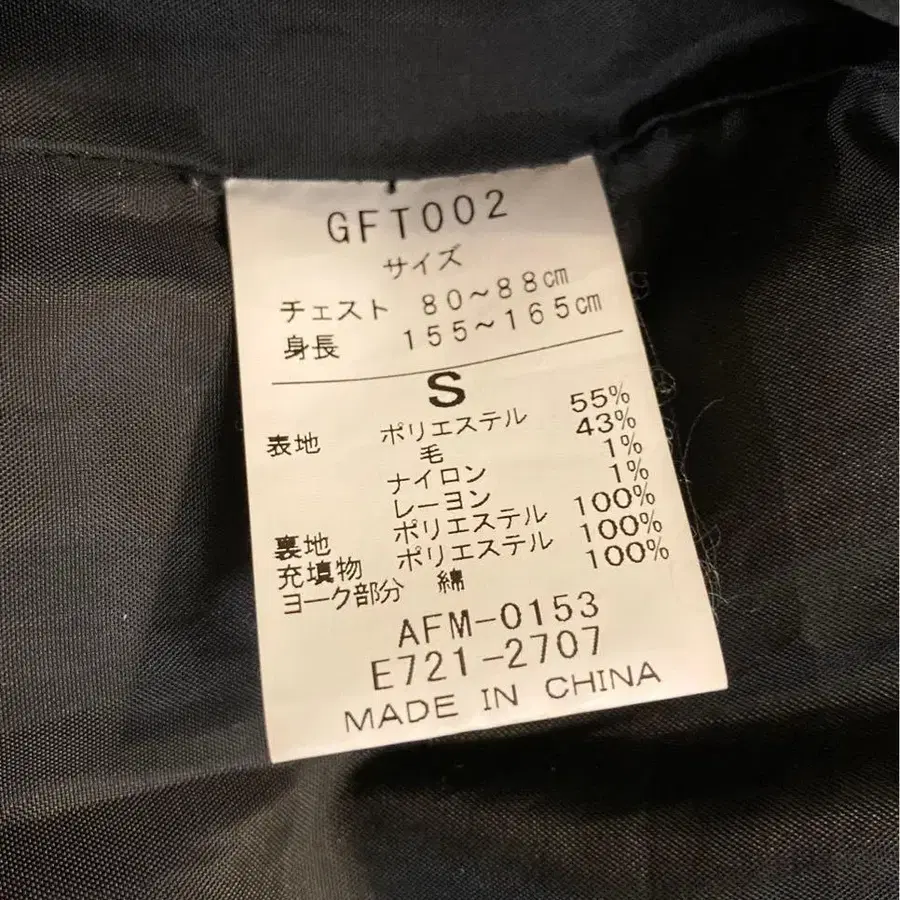 GFT002
サイズ
チェスト 80～88cm
身長 155～165cm
S
表地 ポリエステル 55%
毛 43%
ナイロン 1%
レーヨン 1%
裏地 ポリエステル 100%
充填物 ポリエステル 100%
ヨーク部分 綿 100%
AFM-0153
E721-2707
MADE IN CHINA